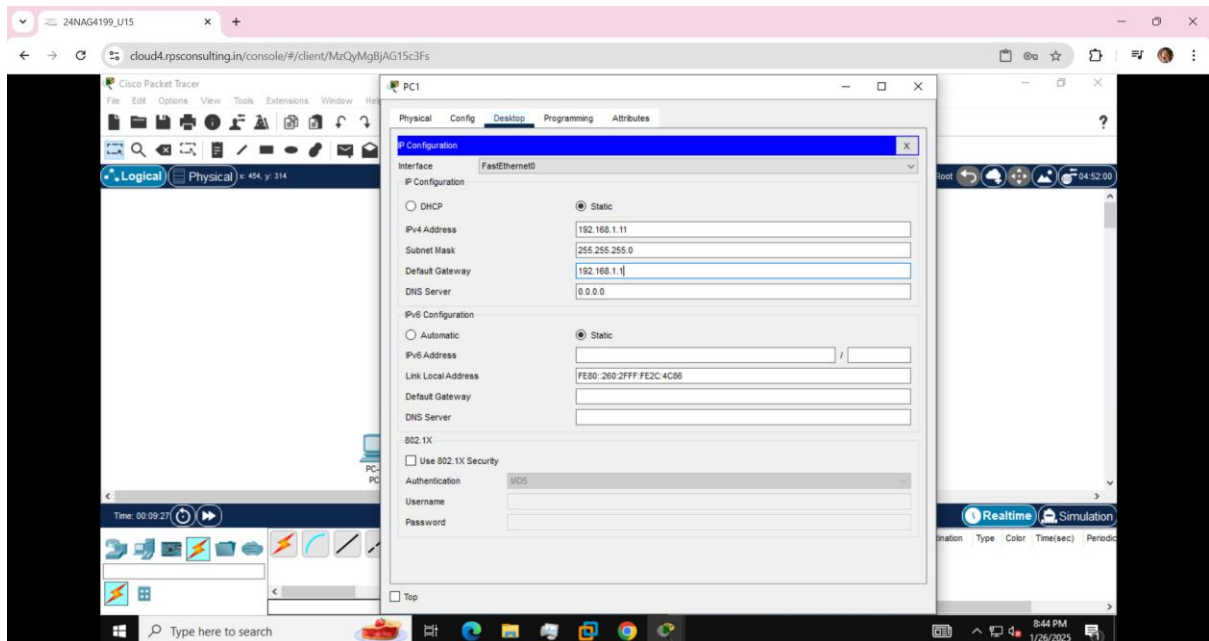 24NAG4199_U15
cloud4.rpsconsulting.in/console/#/client/MzQyMgBjAG15c3Fs
Cisco Packet Tracer
File Edit Options View Tools Extensions Window Help
PC1
Physical Config Desktop Programming Attributes
?
IP Configuration X
Interface FastEthernet0
Logical Physical x: 454, y: 314
Root 04:52:00
IP Configuration
DHCP Static
IPv4 Address 192.168.1.11
Subnet Mask 255.255.255.0
Default Gateway 192.168.1.1
DNS Server 0.0.0.0
IPv6 Configuration
Automatic Static
IPv6 Address /
Link Local Address FE80::260:2FFF:FE2C:4C86
Default Gateway
DNS Server
802.1X
Use 802.1X Security
PC-
PC
Authentication MD5
Username
Password
Time: 00:09:27
Realtime Simulation
Type Color Time(sec) Periodic
Top
Type here to search
8:44 PM
1/26/2025